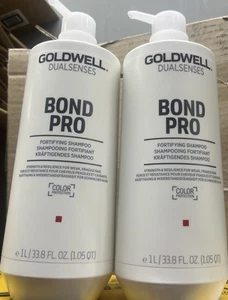 GOLDWELL
DUALSENSES
BOND
PRO
FORTIFYING SHAMPOO
SHAMPOOING FORTIFIANT
KRÄFTIGENDES SHAMPOO
COLOR
PROTECTION
e 1L/33.8 FL. OZ. (1.05 QT)
GOLDWELL
DUALSENSES
BOND
PRO
FORTIFYING SHAMPOO
SHAMPOOING FORTIFIANT
KRÄFTIGENDES SHAMPOO
COLOR
PROTECTION
e 1L/33.8 FL. OZ. (1.05 QT)